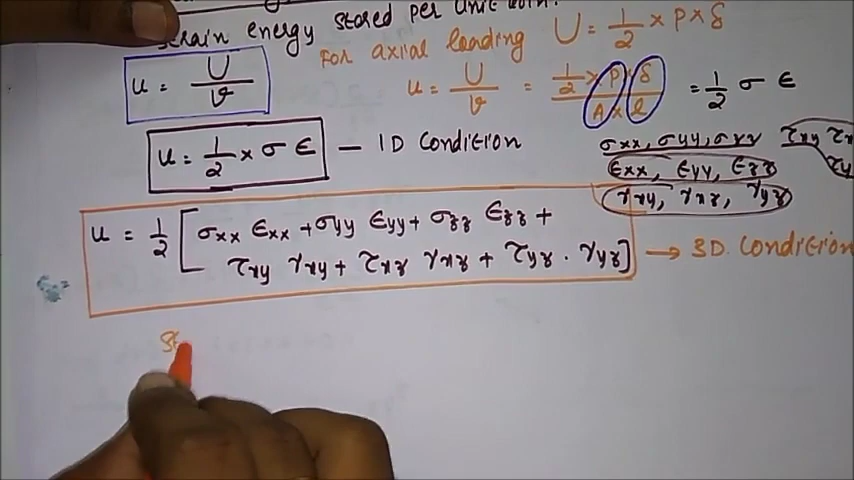 strain energy stored per unit
For axial loading U = 1/2 × P × δ
u = U/v
u = U/v = (1/2 × P × δ)/(A × l) = 1/2 σ ϵ
u = 1/2 × σ ϵ — 1D Condition
σxx, σyy, σzz
τxy
ϵxx, ϵyy, ϵzz
γxy, γxz, γyz
u = 1/2 [σxx ϵxx + σyy ϵyy + σzz ϵzz +
τxy γxy + τxz γxz + τyz · γyz] → 3D Condition